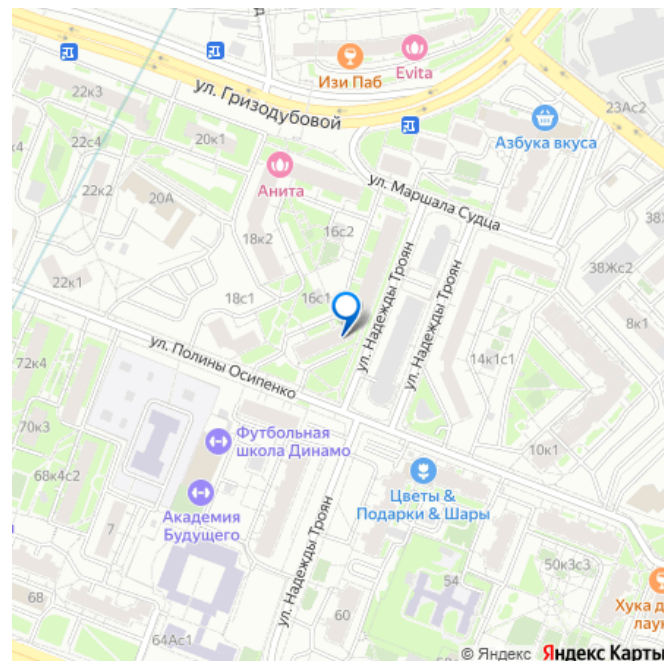 Изи Паб
Evita
22к3
ул. Гризодубовой
23Ас2
22с4
20к1
Азбука вкуса
Анита
ул. Маршала Судца
22к2
20А
16с2
18к2
38Жс2
22к1
18с1
16с1
ул. Надежды Троян
ул. Надежды Троян
8к1
ул. Полины Осипенко
14к1с1
72к4
70к3
Футбольная
школа Динамо
10к1
68к4с2
Цветы &
Подарки & Шары
Академия
Будущего
7
ул. Надежды Троян
50к3с3
54
68
60
64Ас1
© Яндекс Яндекс Карты